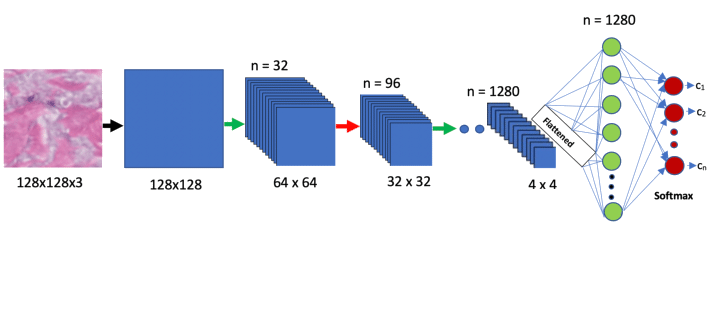 n = 1280
n = 32
n = 96
n = 1280
Flattened
c₁
c₂
cₙ
128x128x3
128x128
64 x 64
32 x 32
4 x 4
Softmax